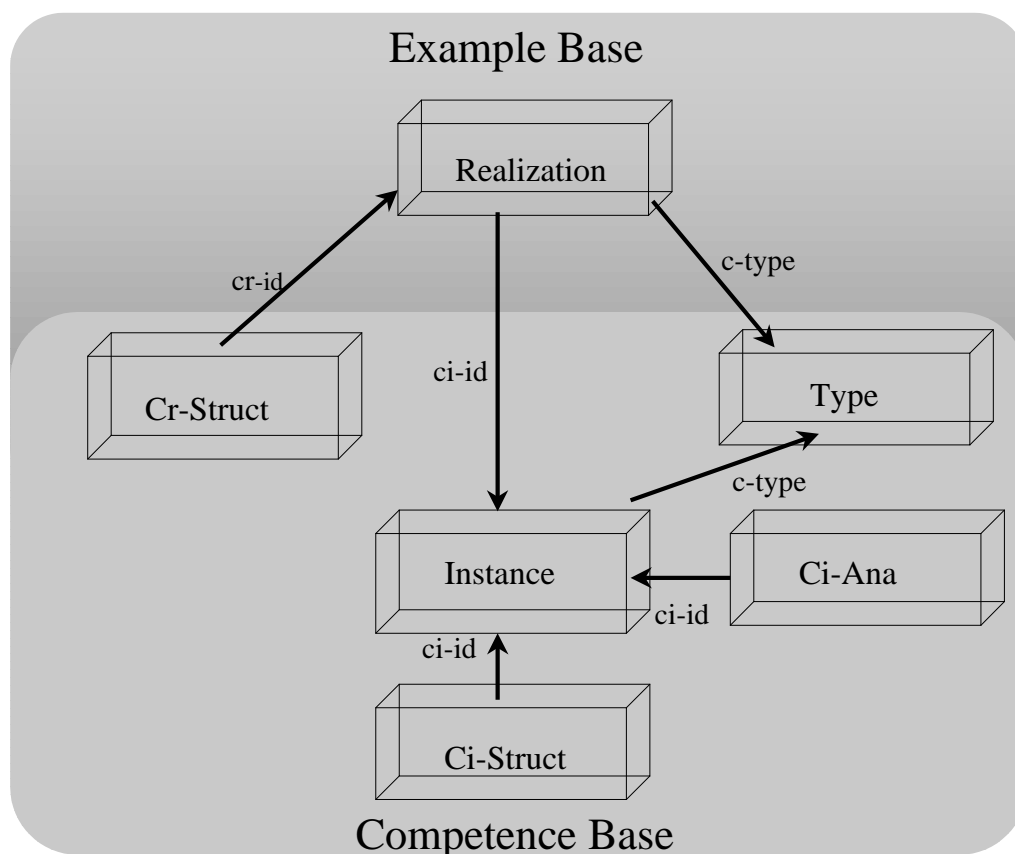 Example Base
Realization
cr-id
c-type
ci-id
Cr-Struct
Type
c-type
Instance
Ci-Ana
ci-id
ci-id
Ci-Struct
Competence Base